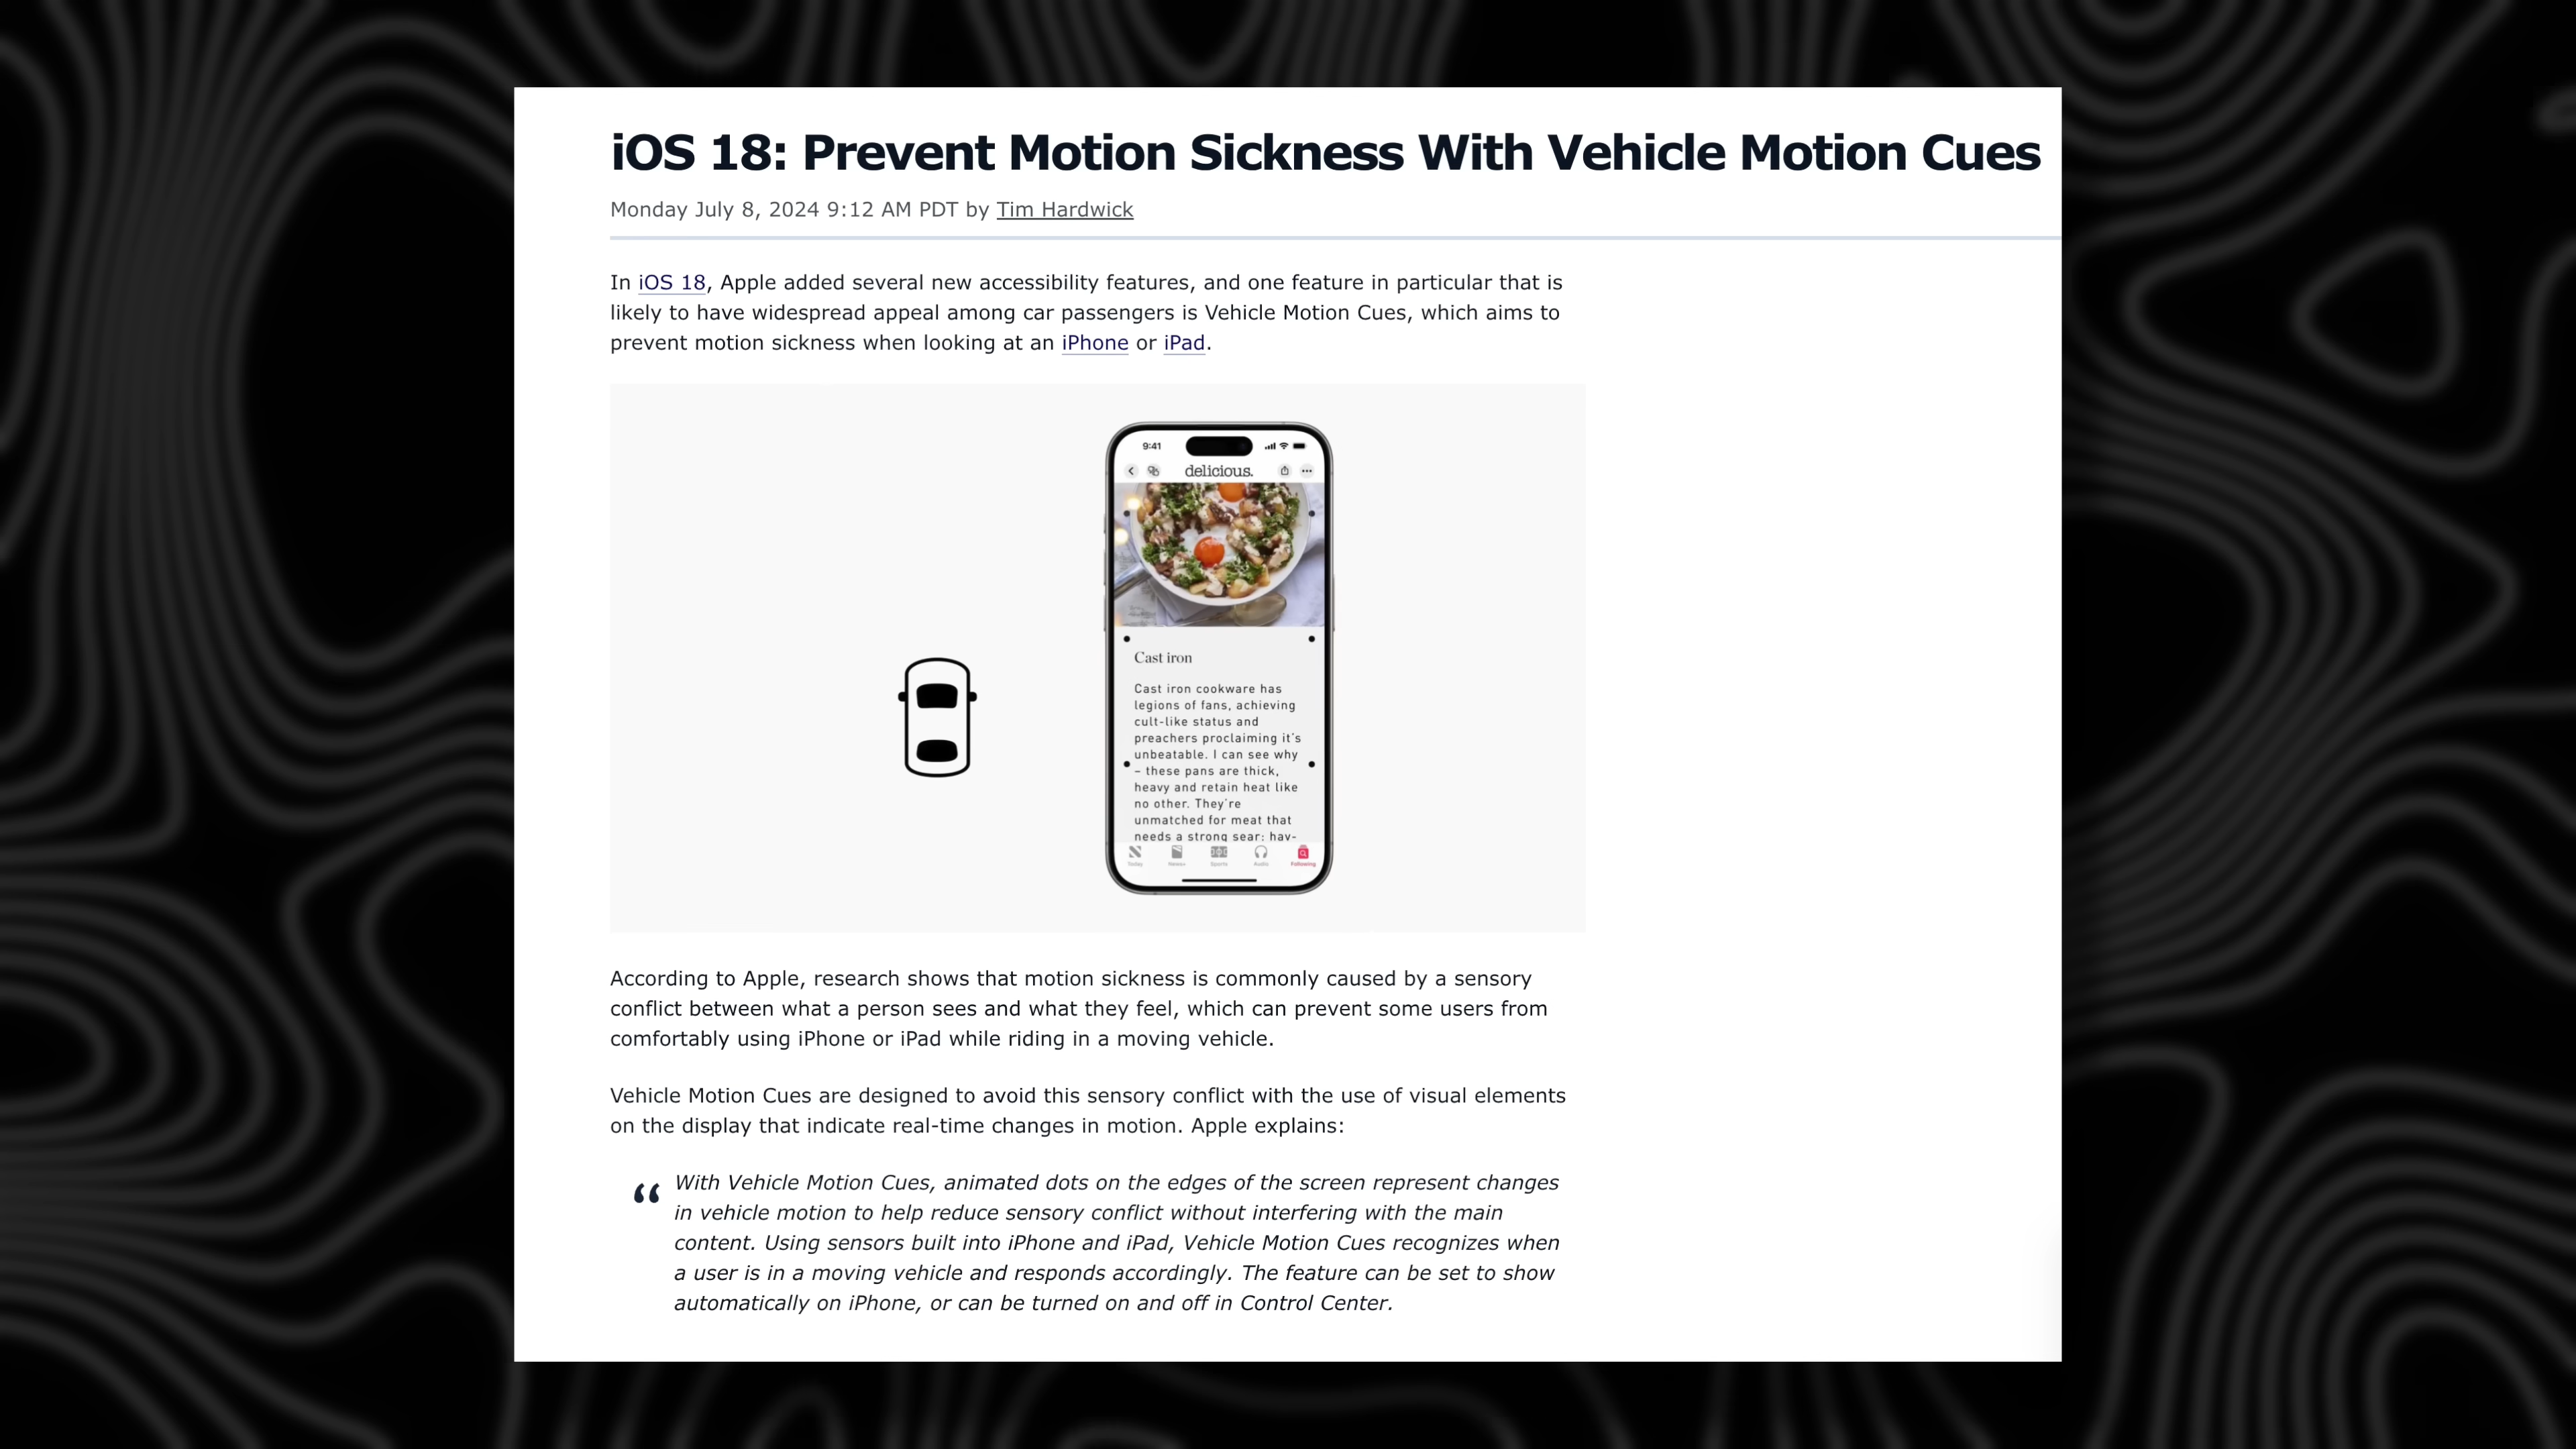 iOS 18: Prevent Motion Sickness With Vehicle Motion Cues
Monday July 8, 2024 9:12 AM PDT by Tim Hardwick
In iOS 18, Apple added several new accessibility features, and one feature in particular that is
likely to have widespread appeal among car passengers is Vehicle Motion Cues, which aims to
prevent motion sickness when looking at an iPhone or iPad.
9:41
delicious.
Cast iron
Cast iron cookware has
legions of fans, achieving
cult-like status and
preachers proclaiming it's
unbeatable. I can see why
– these pans are thick,
heavy and retain heat like
no other. They're
unmatched for meat that
needs a strong sear: hav-
Today News+ Sports Audio Following
According to Apple, research shows that motion sickness is commonly caused by a sensory
conflict between what a person sees and what they feel, which can prevent some users from
comfortably using iPhone or iPad while riding in a moving vehicle.
Vehicle Motion Cues are designed to avoid this sensory conflict with the use of visual elements
on the display that indicate real-time changes in motion. Apple explains:
“ With Vehicle Motion Cues, animated dots on the edges of the screen represent changes
in vehicle motion to help reduce sensory conflict without interfering with the main
content. Using sensors built into iPhone and iPad, Vehicle Motion Cues recognizes when
a user is in a moving vehicle and responds accordingly. The feature can be set to show
automatically on iPhone, or can be turned on and off in Control Center.